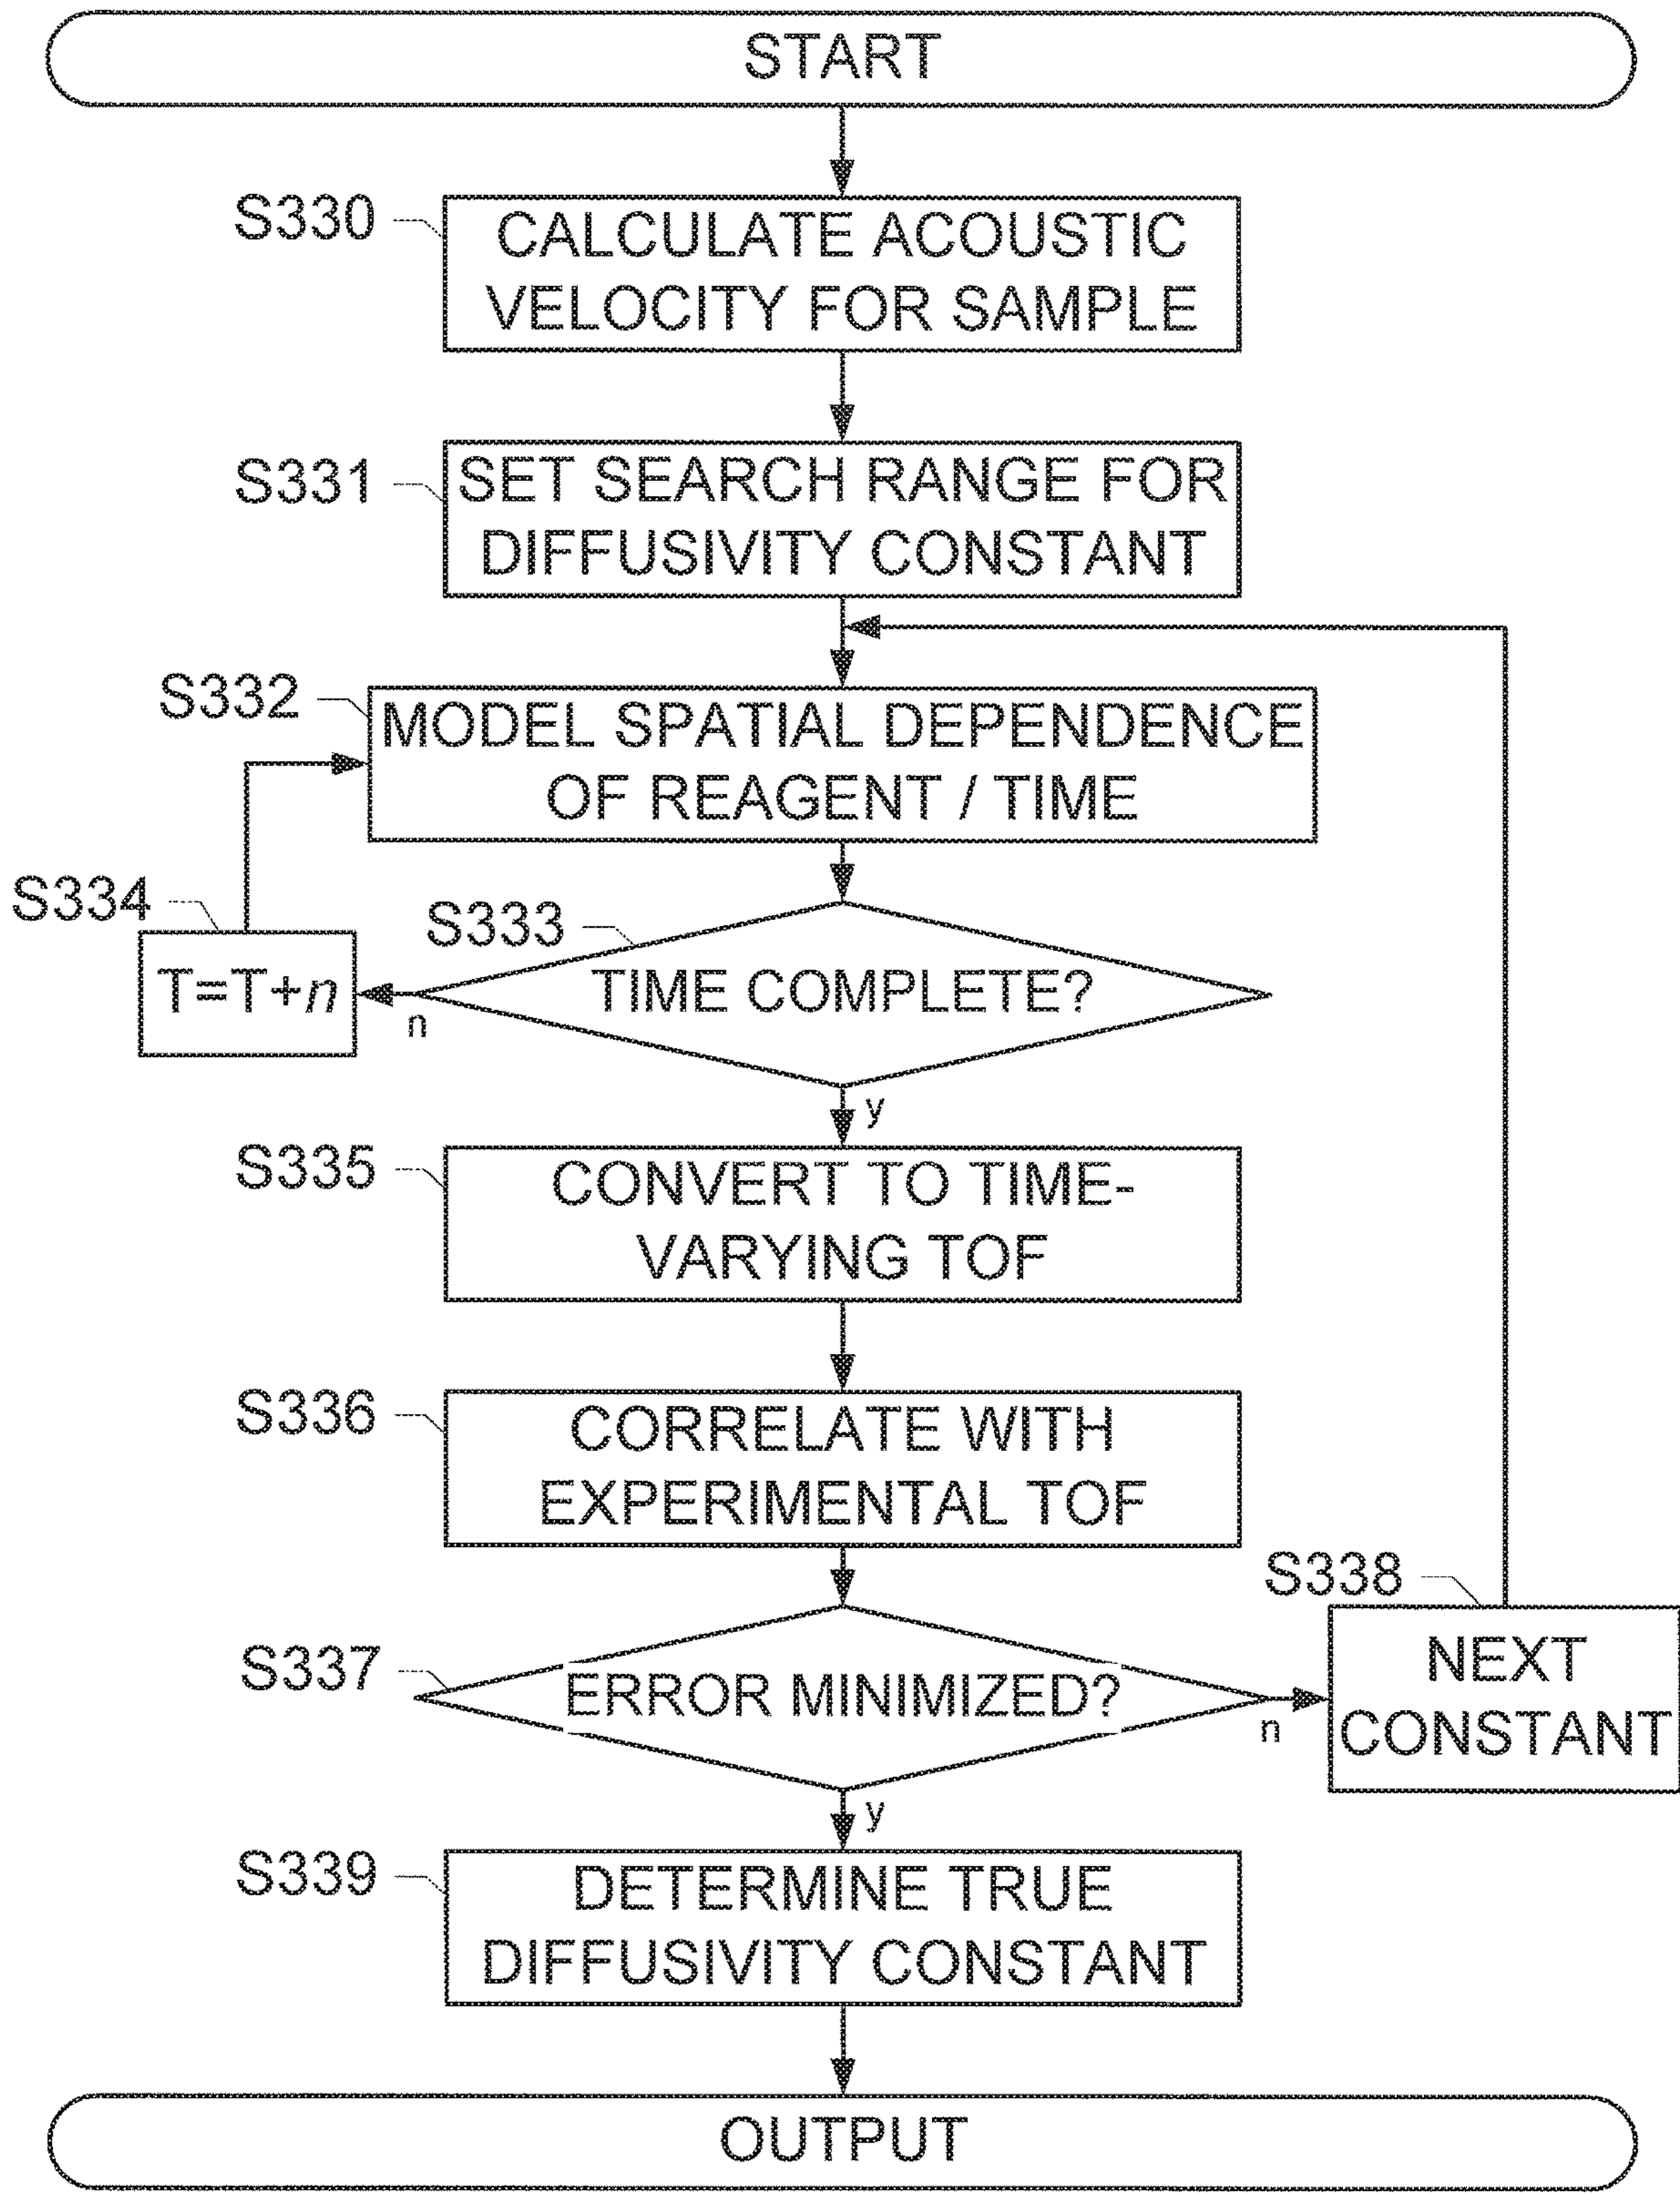 START
S330
CALCULATE ACOUSTIC
VELOCITY FOR SAMPLE
S331
SET SEARCH RANGE FOR
DIFFUSIVITY CONSTANT
S332
MODEL SPATIAL DEPENDENCE
OF REAGENT / TIME
S334
T=T+n
S333
TIME COMPLETE?
n
y
S335
CONVERT TO TIME-
VARYING TOF
S336
CORRELATE WITH
EXPERIMENTAL TOF
S337
ERROR MINIMIZED?
n
S338
NEXT
CONSTANT
y
S339
DETERMINE TRUE
DIFFUSIVITY CONSTANT
OUTPUT